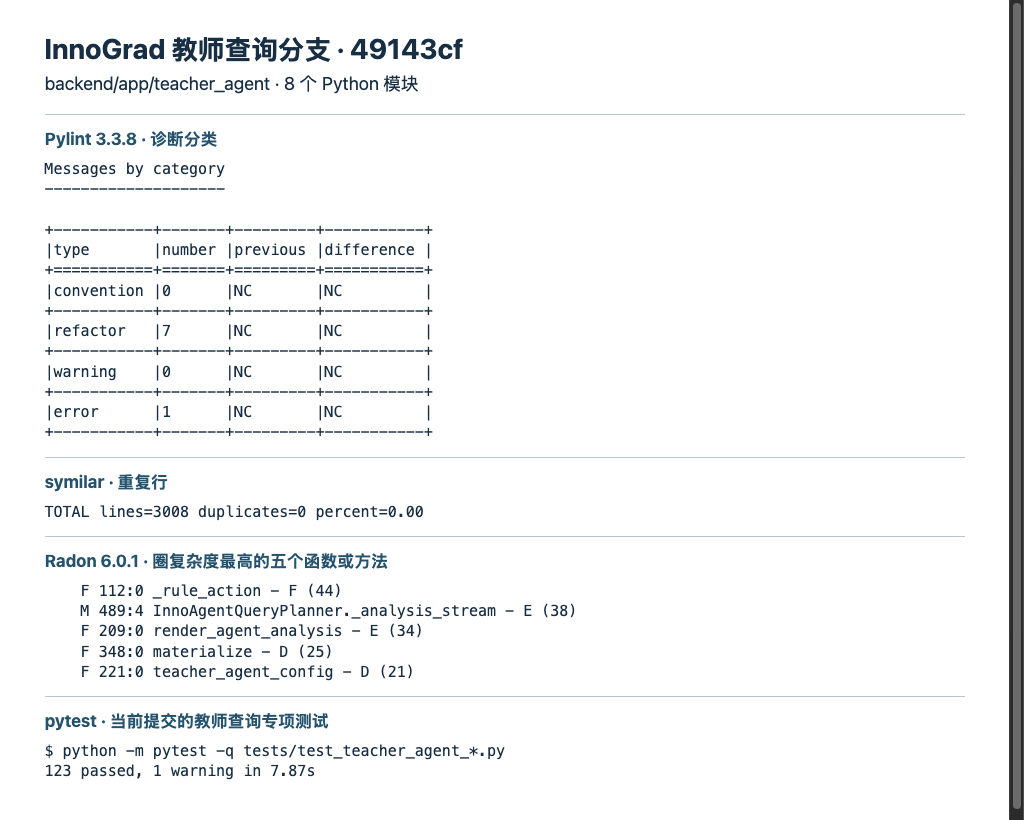 InnoGrad 教师查询分支 · 49143cf
backend/app/teacher_agent · 8 个 Python 模块
Pylint 3.3.8 · 诊断分类
Messages by category
--------------------
+-----------+-------+---------+-----------+
|type       |number |previous |difference |
+===========+=======+=========+===========+
|convention |0      |NC       |NC         |
+-----------+-------+---------+-----------+
|refactor   |7      |NC       |NC         |
+-----------+-------+---------+-----------+
|warning    |0      |NC       |NC         |
+-----------+-------+---------+-----------+
|error      |1      |NC       |NC         |
+-----------+-------+---------+-----------+
symilar · 重复行
TOTAL lines=3008 duplicates=0 percent=0.00
Radon 6.0.1 · 圈复杂度最高的五个函数或方法
    F 112:0 _rule_action - F (44)
    M 489:4 InnoAgentQueryPlanner._analysis_stream - E (38)
    F 209:0 render_agent_analysis - E (34)
    F 348:0 materialize - D (25)
    F 221:0 teacher_agent_config - D (21)
pytest · 当前提交的教师查询专项测试
$ python -m pytest -q tests/test_teacher_agent_*.py
123 passed, 1 warning in 7.87s